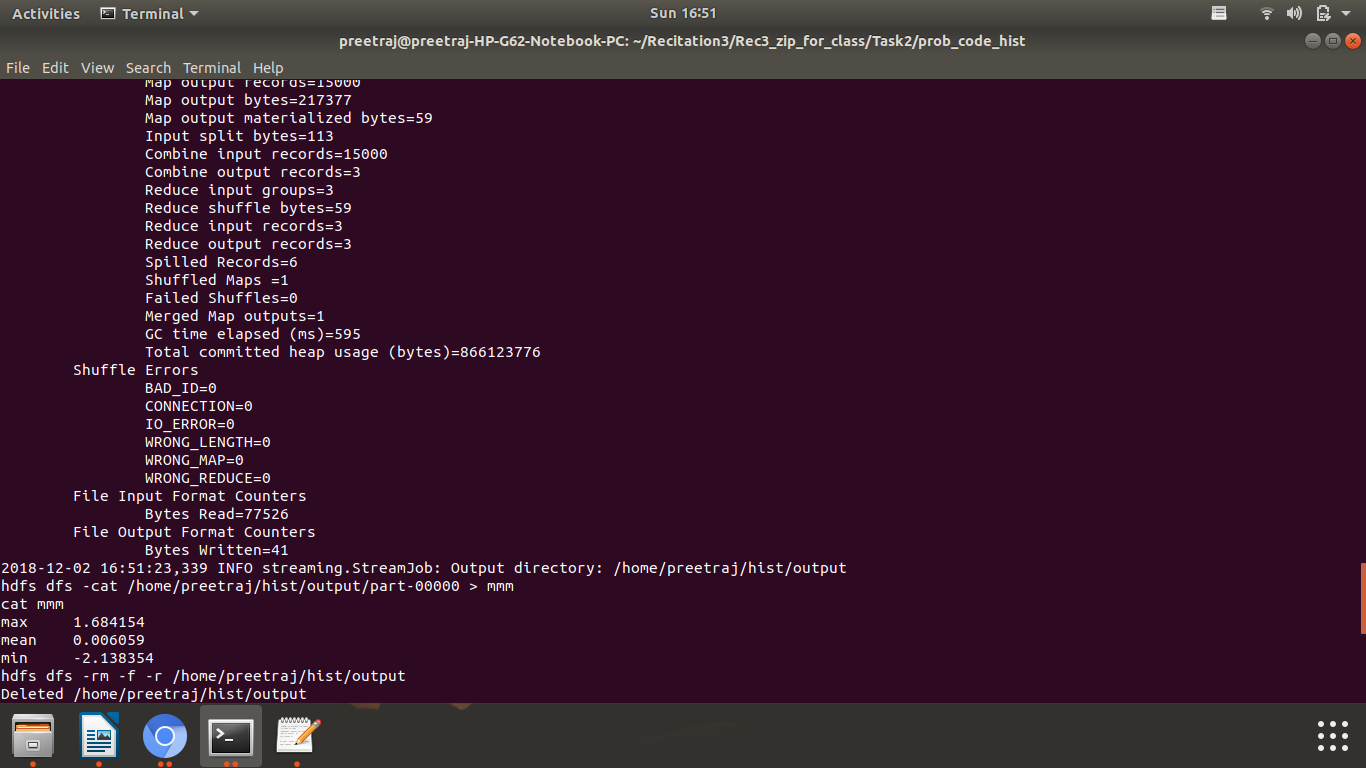 Activities Terminal Sun 16:51
preetraj@preetraj-HP-G62-Notebook-PC: ~/Recitation3/Rec3_zip_for_class/Task2/prob_code_hist
File Edit View Search Terminal Help
Map output records=15000
Map output bytes=217377
Map output materialized bytes=59
Input split bytes=113
Combine input records=15000
Combine output records=3
Reduce input groups=3
Reduce shuffle bytes=59
Reduce input records=3
Reduce output records=3
Spilled Records=6
Shuffled Maps =1
Failed Shuffles=0
Merged Map outputs=1
GC time elapsed (ms)=595
Total committed heap usage (bytes)=866123776
Shuffle Errors
BAD_ID=0
CONNECTION=0
IO_ERROR=0
WRONG_LENGTH=0
WRONG_MAP=0
WRONG_REDUCE=0
File Input Format Counters
Bytes Read=77526
File Output Format Counters
Bytes Written=41
2018-12-02 16:51:23,339 INFO streaming.StreamJob: Output directory: /home/preetraj/hist/output
hdfs dfs -cat /home/preetraj/hist/output/part-00000 > mmm
cat mmm
max 1.684154
mean 0.006059
min -2.138354
hdfs dfs -rm -f -r /home/preetraj/hist/output
Deleted /home/preetraj/hist/output